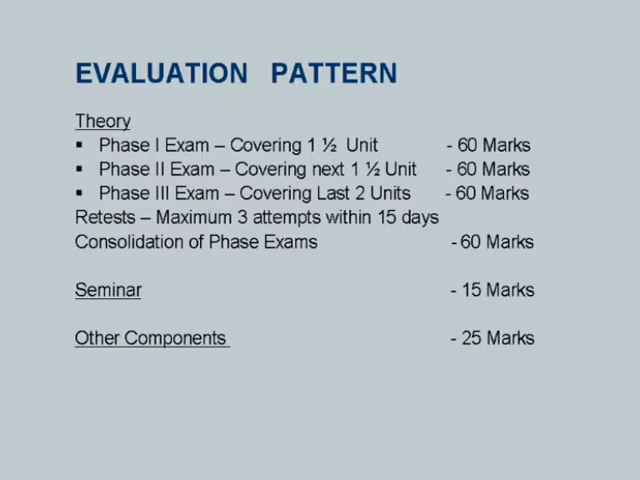 EVALUATION PATTERN
Theory
▪ Phase I Exam – Covering 1 ½ Unit - 60 Marks
▪ Phase II Exam – Covering next 1 ½ Unit - 60 Marks
▪ Phase III Exam – Covering Last 2 Units - 60 Marks
Retests – Maximum 3 attempts within 15 days
Consolidation of Phase Exams - 60 Marks
Seminar - 15 Marks
Other Components - 25 Marks